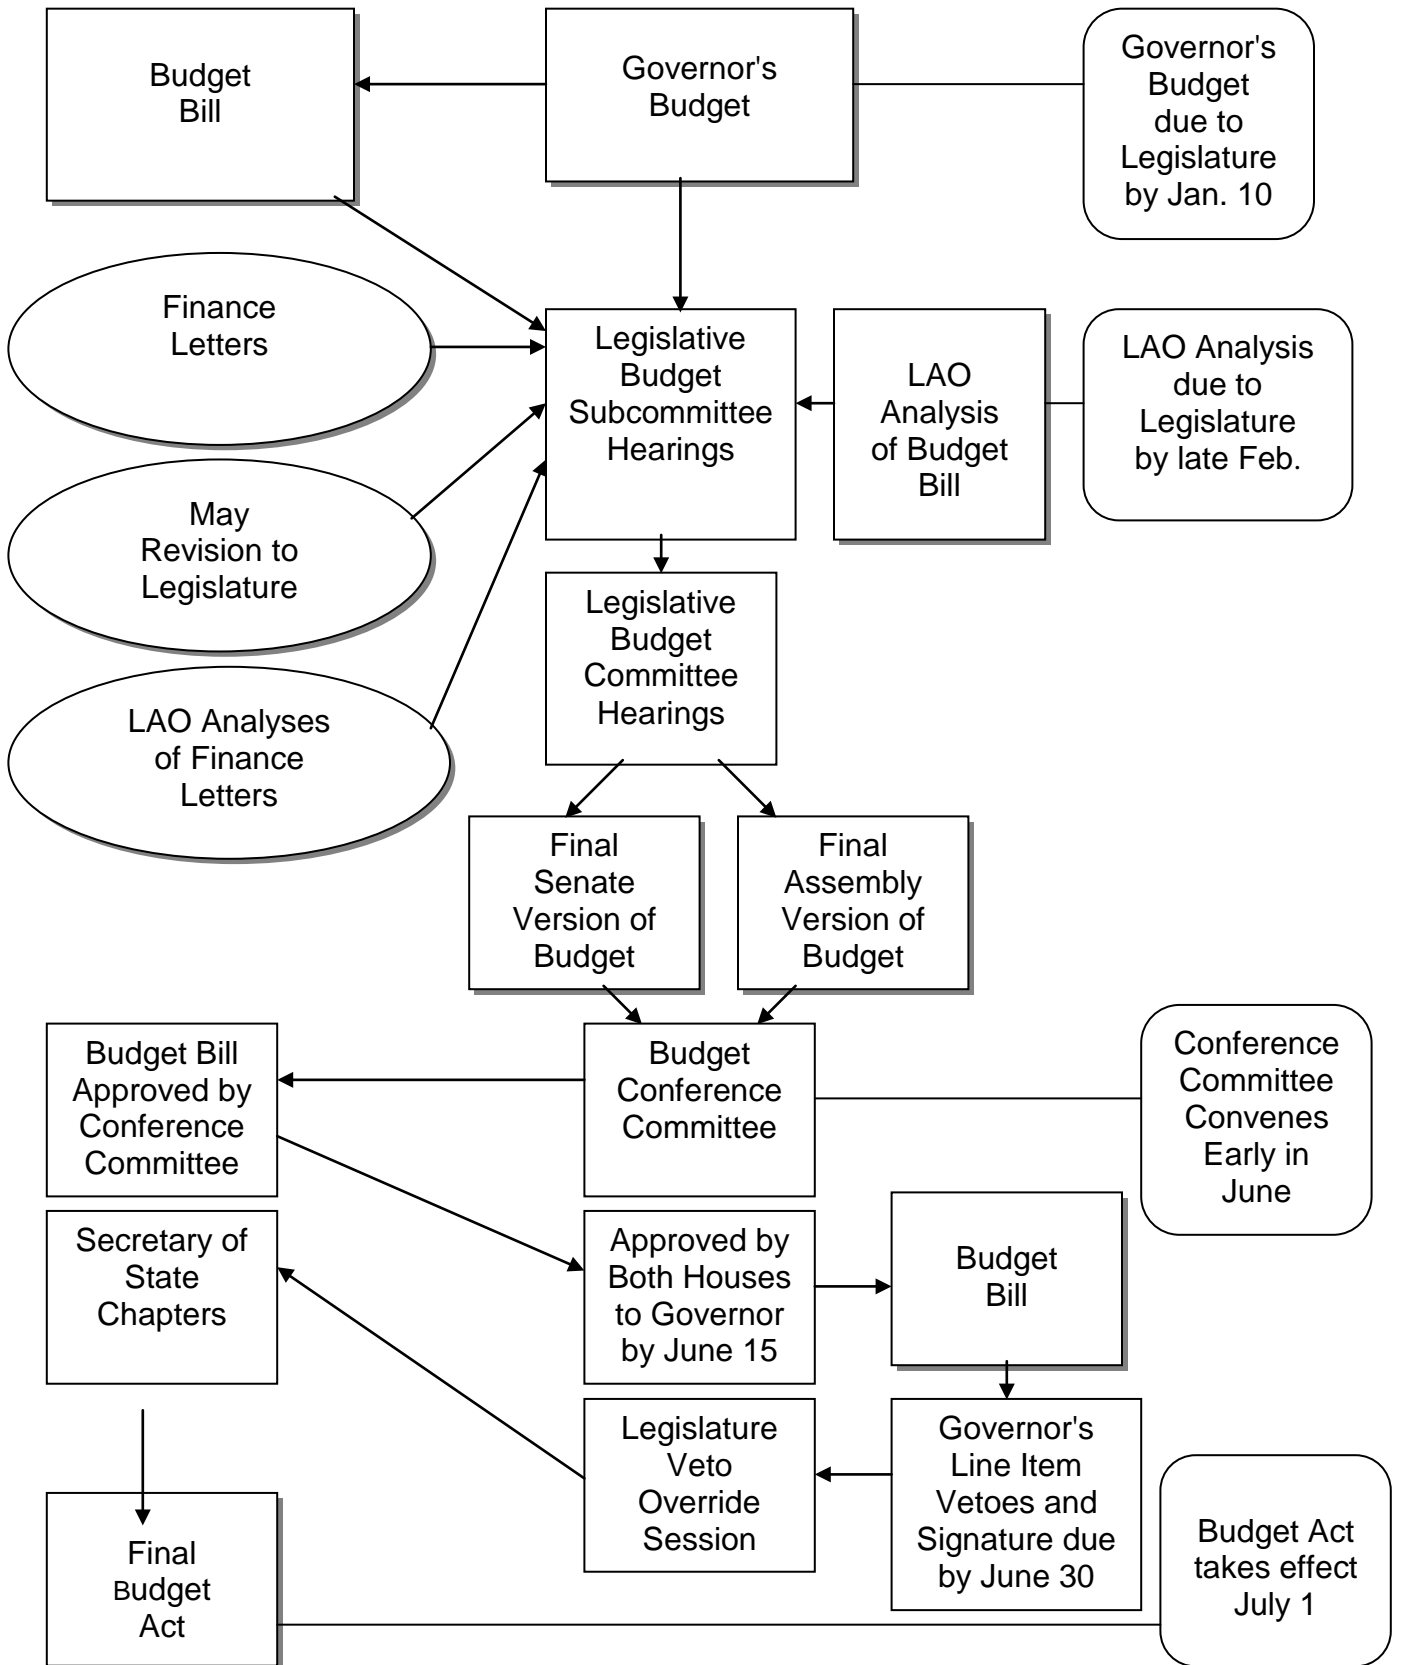 Budget
Bill
Governor's
Budget
Governor's
Budget
due to
Legislature
by Jan. 10
Finance
Letters
Legislative
Budget
Subcommittee
Hearings
LAO
Analysis
of Budget
Bill
LAO Analysis
due to
Legislature
by late Feb.
May
Revision to
Legislature
Legislative
Budget
Committee
Hearings
LAO Analyses
of Finance
Letters
Final
Senate
Version of
Budget
Final
Assembly
Version of
Budget
Budget Bill
Approved by
Conference
Committee
Budget
Conference
Committee
Conference
Committee
Convenes
Early in
June
Secretary of
State
Chapters
Approved by
Both Houses
to Governor
by June 15
Budget
Bill
Legislature
Veto
Override
Session
Governor's
Line Item
Vetoes and
Signature due
by June 30
Final
Budget
Act
Budget Act
takes effect
July 1